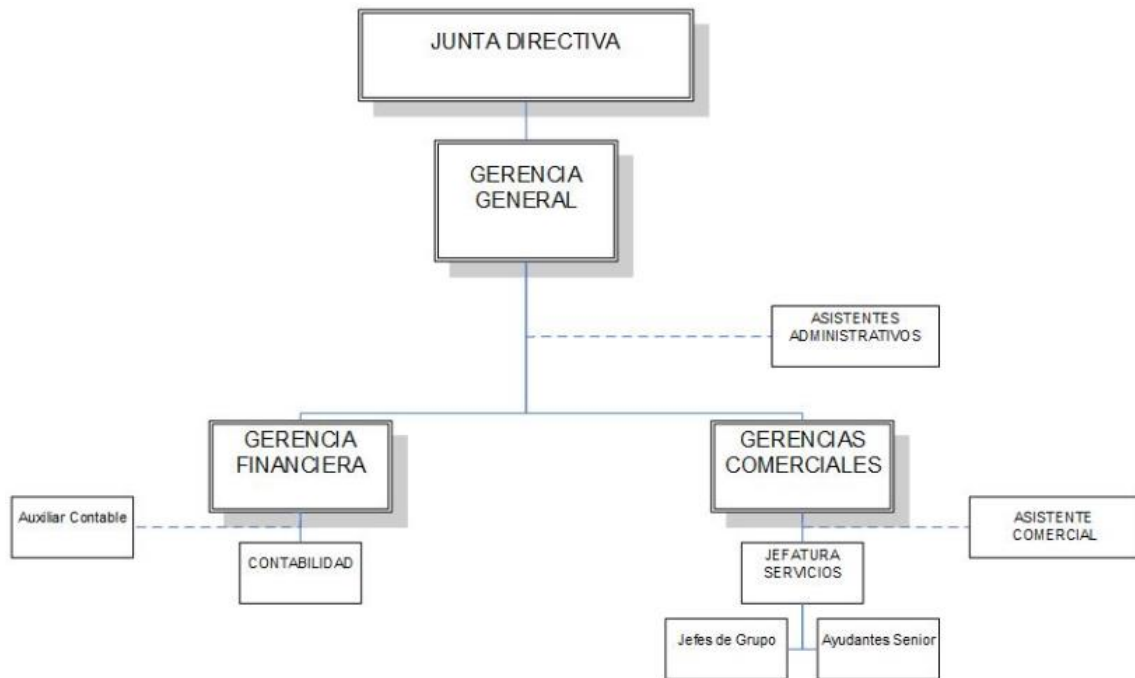 JUNTA DIRECTIVA
GERENCIA
GENERAL
ASISTENTES
ADMINISTRATIVOS
GERENCIA
FINANCIERA
GERENCIAS
COMERCIALES
Auxiliar Contable
ASISTENTE
COMERCIAL
CONTABILIDAD
JEFATURA
SERVICIOS
Jefes de Grupo
Ayudantes Senior